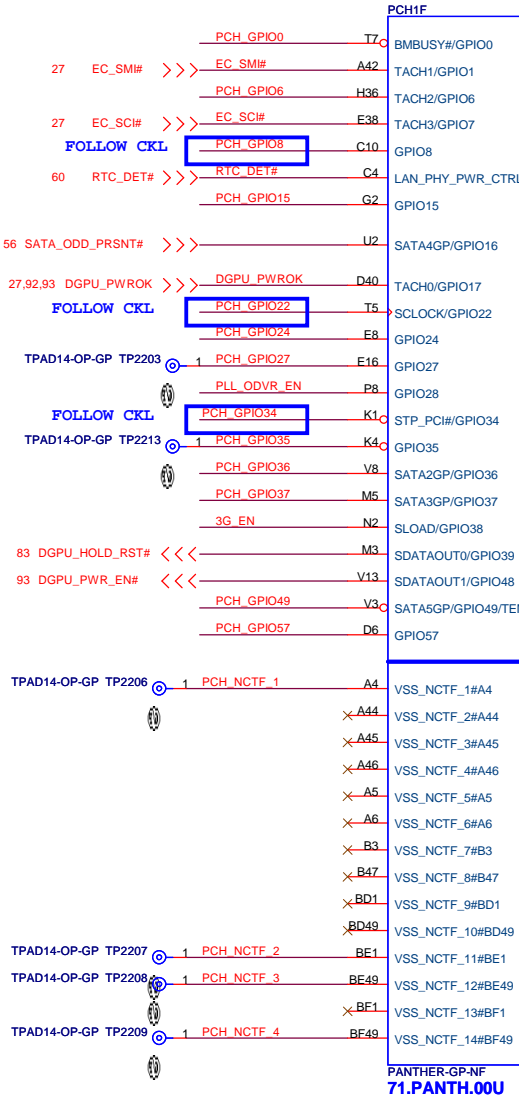 PCH1F
PCH_GPIO0 T7 BMBUSY#/GPIO0
27 EC_SMI# EC_SMI# A42 TACH1/GPIO1
PCH_GPIO6 H36 TACH2/GPIO6
27 EC_SCI# EC_SCI# E38 TACH3/GPIO7
FOLLOW CKL PCH_GPIO8 C10 GPIO8
60 RTC_DET# RTC_DET# C4 LAN_PHY_PWR_CTRL
PCH_GPIO15 G2 GPIO15
56 SATA_ODD_PRSNT# U2 SATA4GP/GPIO16
27,92,93 DGPU_PWROK DGPU_PWROK D40 TACH0/GPIO17
FOLLOW CKL PCH_GPIO22 T5 SCLOCK/GPIO22
PCH_GPIO24 E8 GPIO24
TPAD14-OP-GP TP2203 1 PCH_GPIO27 E16 GPIO27
PLL_ODVR_EN P8 GPIO28
FOLLOW CKL PCH_GPIO34 K1 STP_PCI#/GPIO34
TPAD14-OP-GP TP2213 1 PCH_GPIO35 K4 GPIO35
PCH_GPIO36 V8 SATA2GP/GPIO36
PCH_GPIO37 M5 SATA3GP/GPIO37
3G_EN N2 SLOAD/GPIO38
83 DGPU_HOLD_RST# M3 SDATAOUT0/GPIO39
93 DGPU_PWR_EN# V13 SDATAOUT1/GPIO48
PCH_GPIO49 V3 SATA5GP/GPIO49/TE
PCH_GPIO57 D6 GPIO57
TPAD14-OP-GP TP2206 1 PCH_NCTF_1 A4 VSS_NCTF_1#A4
A44 VSS_NCTF_2#A44
A45 VSS_NCTF_3#A45
A46 VSS_NCTF_4#A46
A5 VSS_NCTF_5#A5
A6 VSS_NCTF_6#A6
B3 VSS_NCTF_7#B3
B47 VSS_NCTF_8#B47
BD1 VSS_NCTF_9#BD1
BD49 VSS_NCTF_10#BD49
TPAD14-OP-GP TP2207 1 PCH_NCTF_2 BE1 VSS_NCTF_11#BE1
TPAD14-OP-GP TP2208 1 PCH_NCTF_3 BE49 VSS_NCTF_12#BE49
BF1 VSS_NCTF_13#BF1
TPAD14-OP-GP TP2209 1 PCH_NCTF_4 BF49 VSS_NCTF_14#BF49
PANTHER-GP-NF
71.PANTH.00U